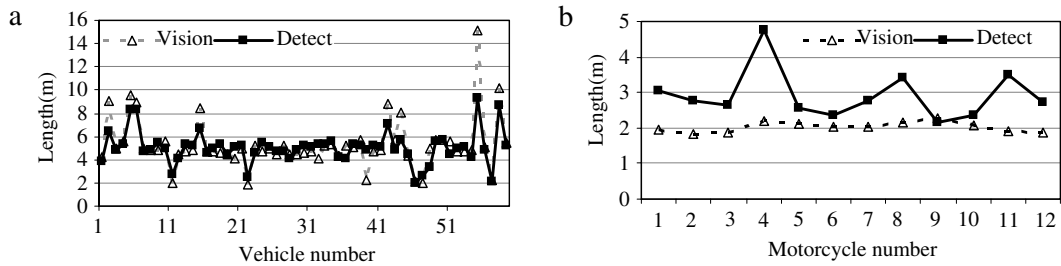 a
16
14
12
10
8
6
4
2
0
Length(m)
Vision
Detect
1 11 21 31 41 51
Vehicle number
b
5
4
3
2
1
0
Length(m)
Vision
Detect
1 2 3 4 5 6 7 8 9 10 11 12
Motorcycle number